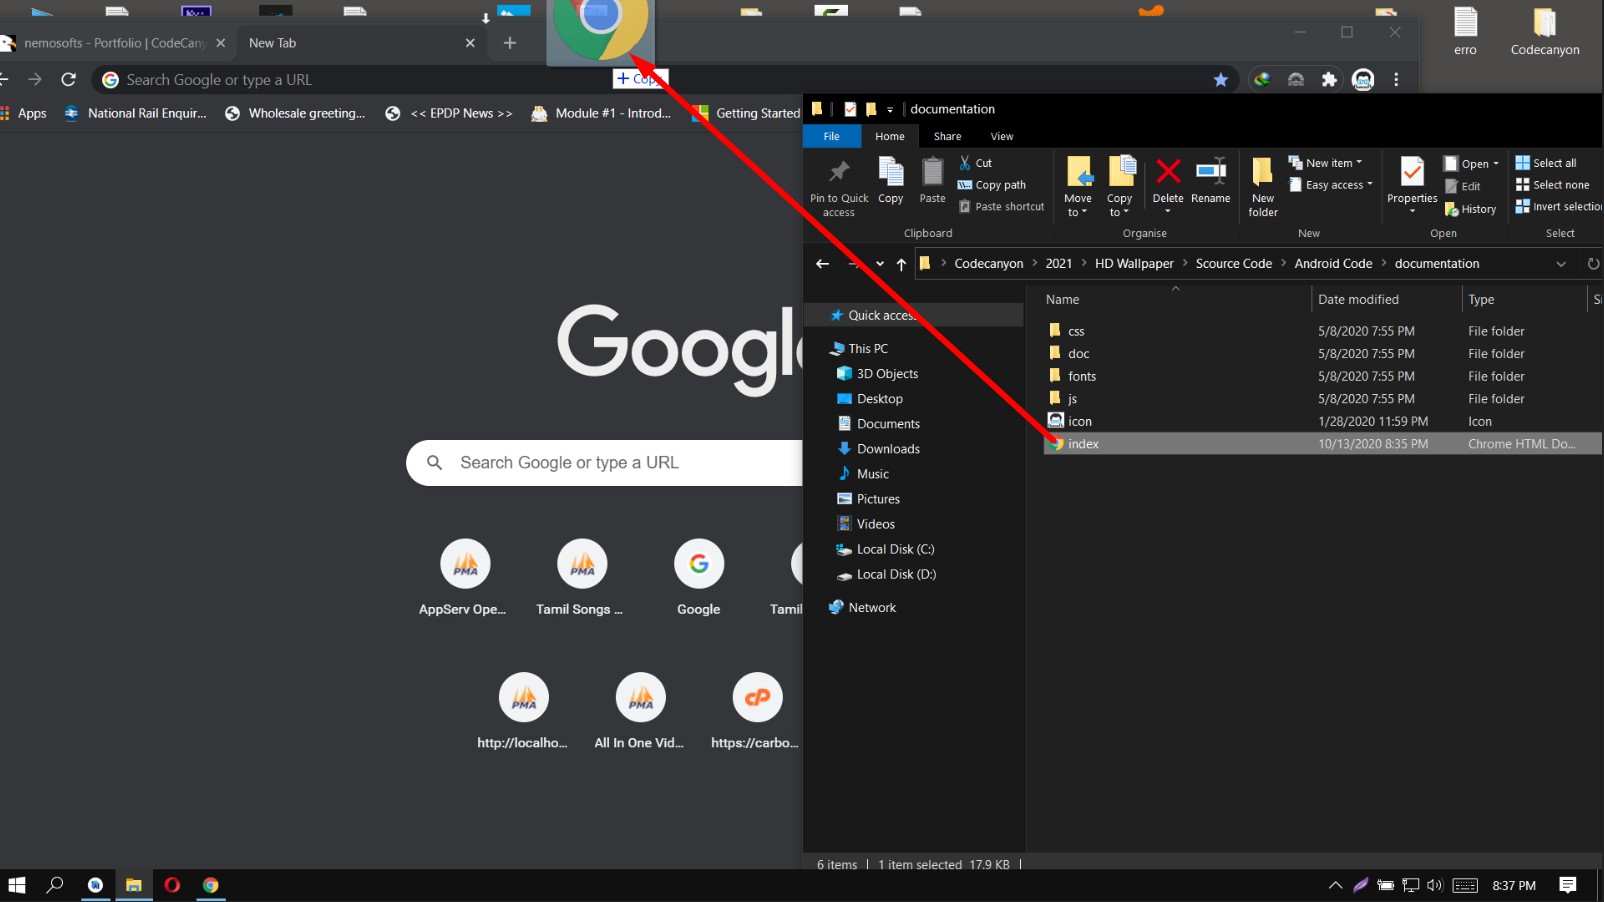 nemosofts - Portfolio | CodeCany
New Tab
erro
Codecanyon
Search Google or type a URL
Apps
National Rail Enquir...
Wholesale greeting...
<< EPDP News >>
Module #1 - Introd...
Getting Started
documentation
File
Home
Share
View
Pin to Quick access
Copy
Paste
Cut
Copy path
Paste shortcut
Clipboard
Move to
Copy to
Delete
Rename
Organise
New folder
New item
Easy access
New
Properties
Open
Edit
History
Open
Select all
Select none
Invert selection
Select
Codecanyon > 2021 > HD Wallpaper > Scource Code > Android Code > documentation
Name
Date modified
Type
Quick access
This PC
3D Objects
Desktop
Documents
Downloads
Music
Pictures
Videos
Local Disk (C:)
Local Disk (D:)
Network
css 5/8/2020 7:55 PM File folder
doc 5/8/2020 7:55 PM File folder
fonts 5/8/2020 7:55 PM File folder
js 5/8/2020 7:55 PM File folder
icon 1/28/2020 11:59 PM Icon
index 10/13/2020 8:35 PM Chrome HTML Do...
Google
Search Google or type a URL
PMA
PMA
AppServ Ope...
Tamil Songs ...
Google
Tamil
PMA
PMA
cP
http://localho...
All In One Vid...
https://carbo...
6 items
1 item selected 17.9 KB
8:37 PM